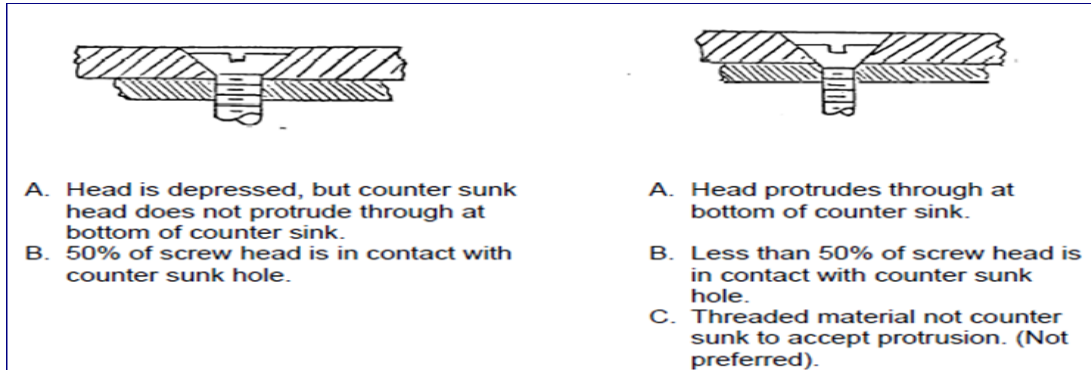 A. Head is depressed, but counter sunk
head does not protrude through at
bottom of counter sink.
B. 50% of screw head is in contact with
counter sunk hole.
A. Head protrudes through at
bottom of counter sink.
B. Less than 50% of screw head is
in contact with counter sunk
hole.
C. Threaded material not counter
sunk to accept protrusion. (Not
preferred).